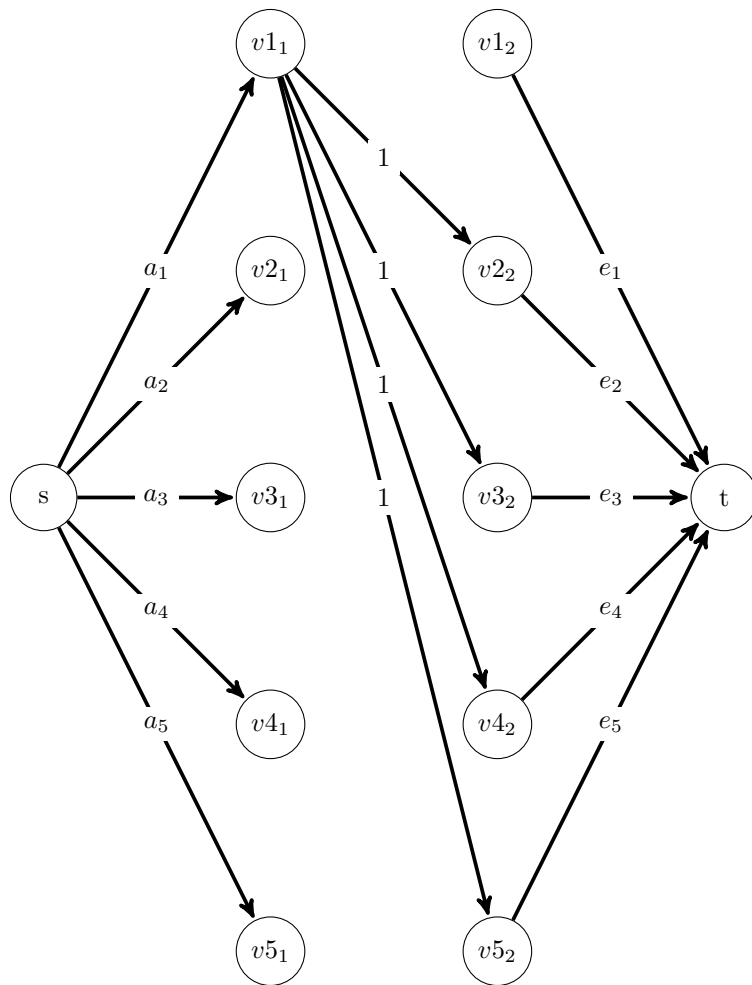 v1₁ v1₂
1
a₁ v2₁ 1 v2₂ e₁
a₂ 1 e₂
s a₃ v3₁ 1 v3₂ e₃ t
a₄ e₄
a₅ v4₁ v4₂ e₅
v5₁ v5₂